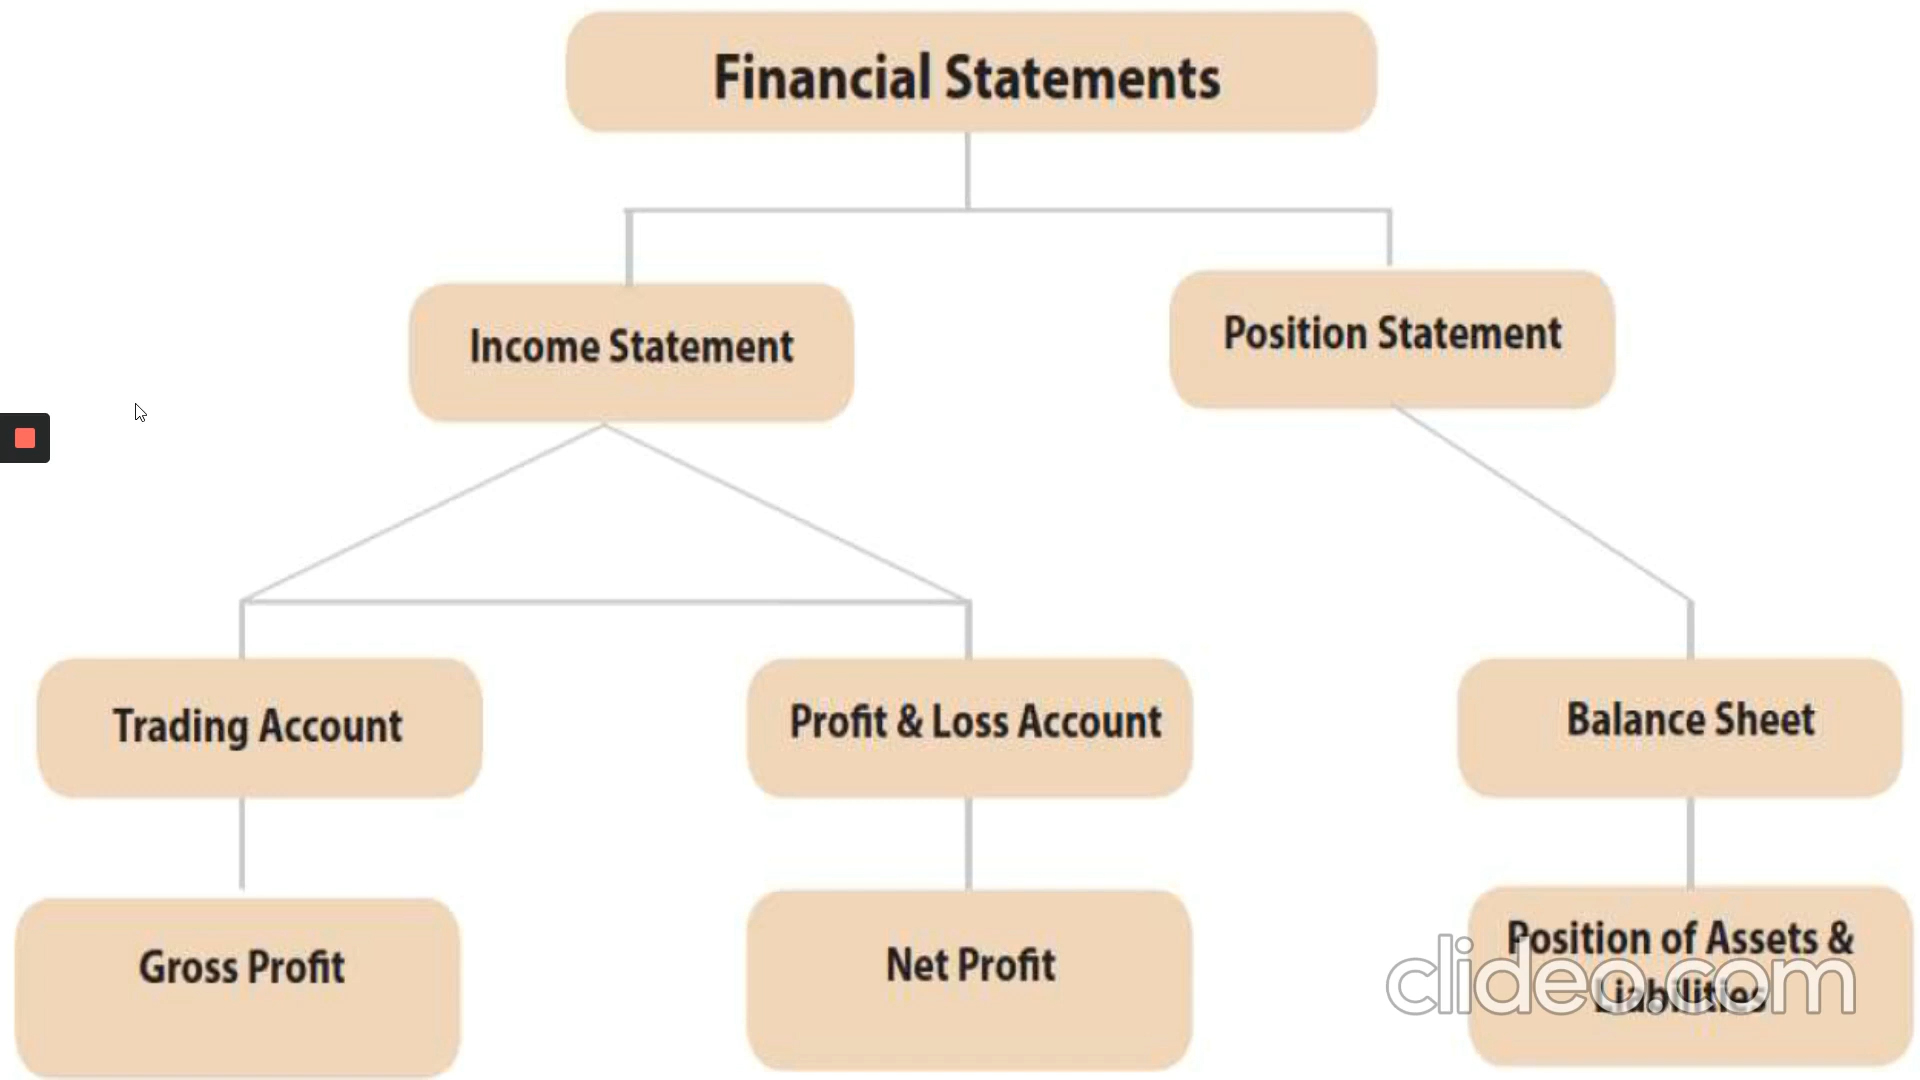 Financial Statements
Income Statement
Position Statement
Trading Account
Profit & Loss Account
Balance Sheet
Gross Profit
Net Profit
Position of Assets &
Liabilities
clideo.com